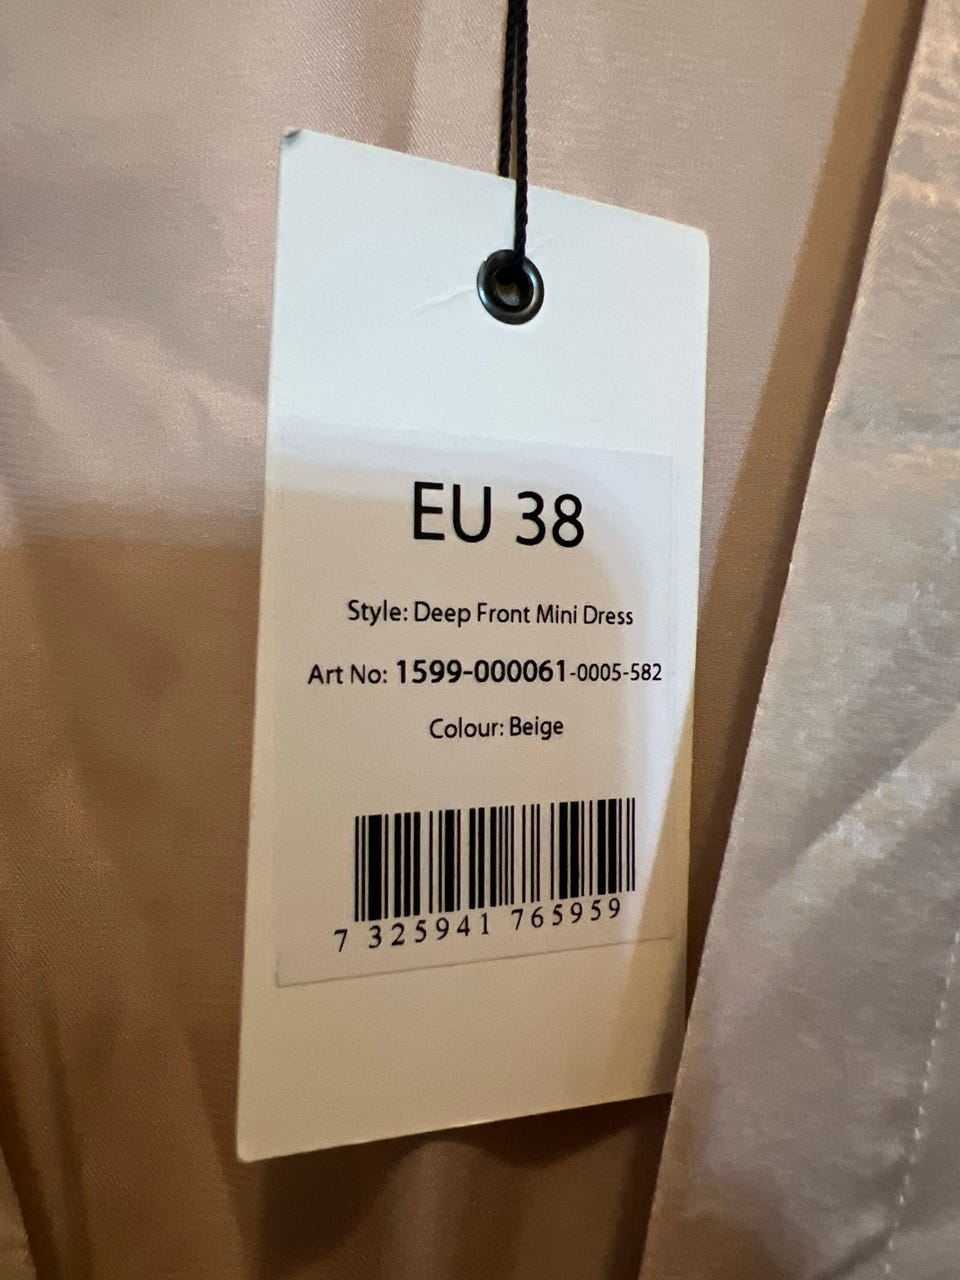 EU 38
Style: Deep Front Mini Dress
Art No: 1599-000061-0005-582
Colour: Beige
7 325941 765959